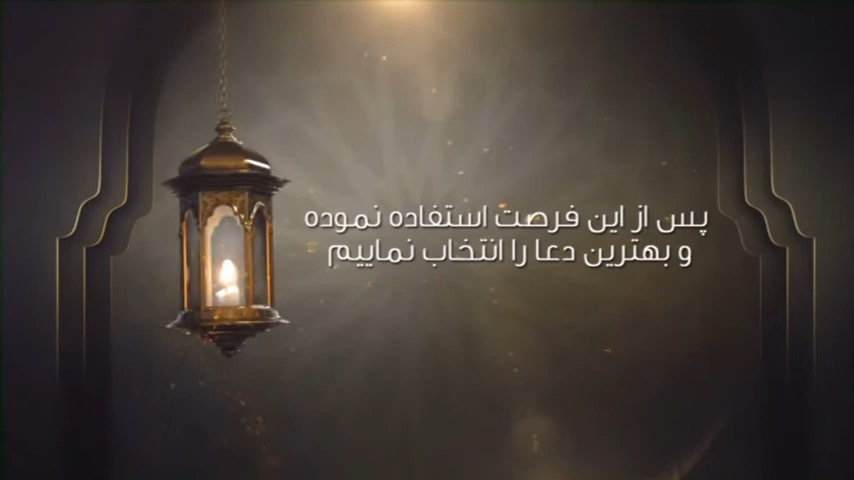 پس از این فرصت استفاده نموده
و بهترین دعا را انتخاب نماییم